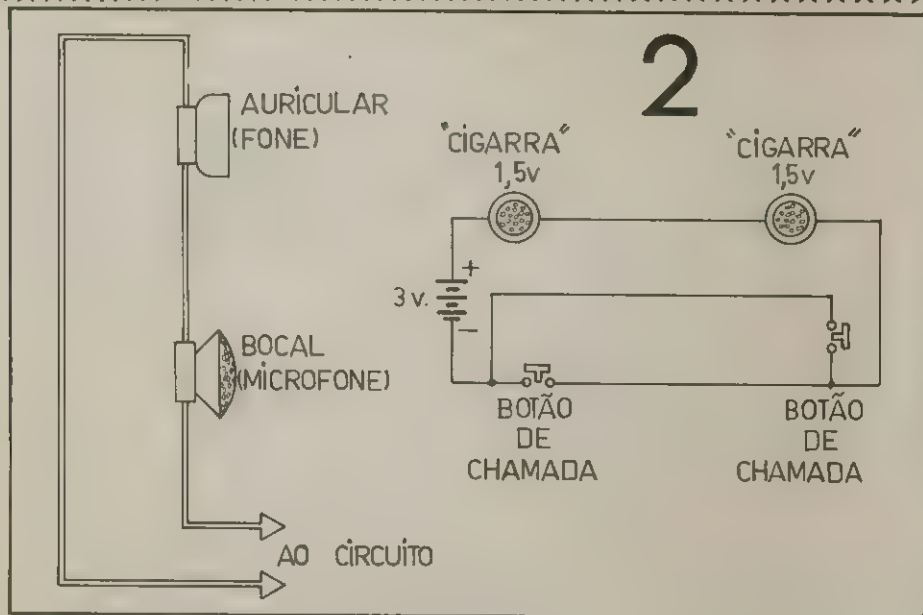 2
AURICULAR
(FONE)
"CIGARRA"
1,5v
"CIGARRA"
1,5v
+
3 v.
−
BOCAL
(MICROFONE)
BOTÃO
DE
CHAMADA
BOTÃO
DE
CHAMADA
AO CIRCUITO